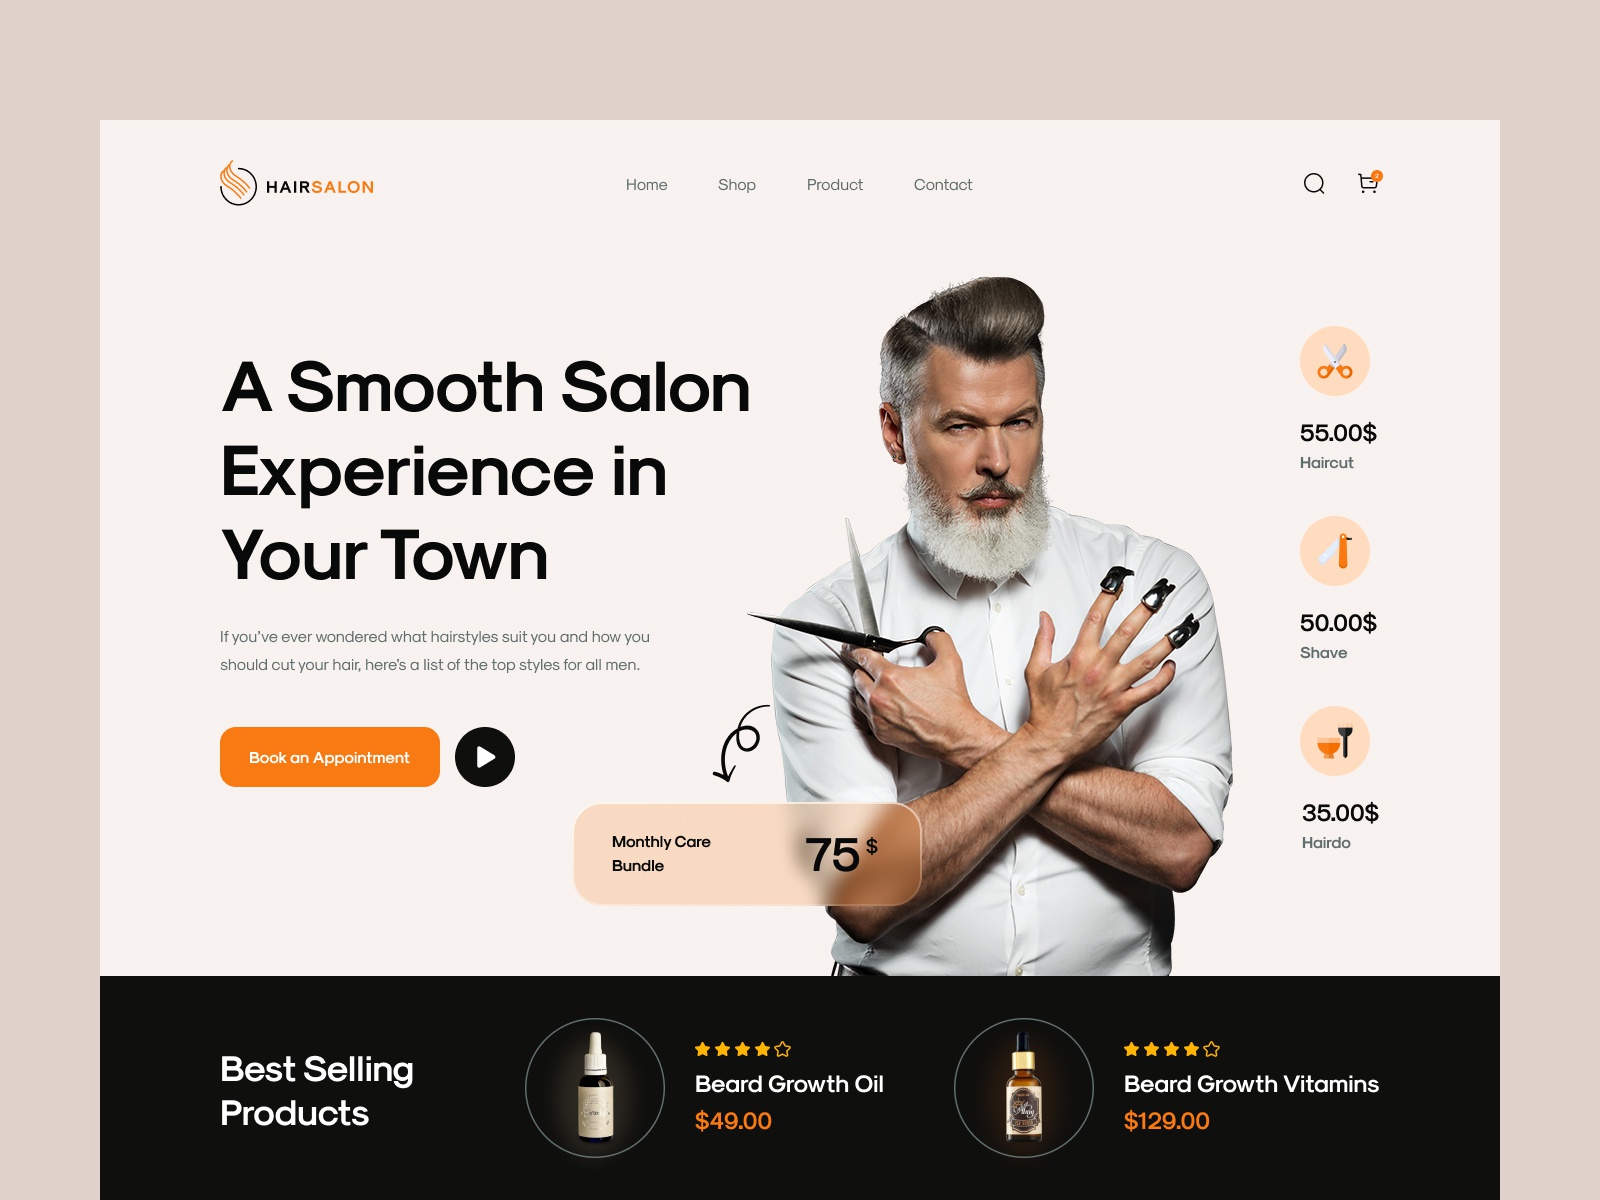 HAIRSALON
Home
Shop
Product
Contact
2
A Smooth Salon
Experience in
Your Town
If you've ever wondered what hairstyles suit you and how you
should cut your hair, here's a list of the top styles for all men.
Book an Appointment
Monthly Care
Bundle
75$
55.00$
Haircut
50.00$
Shave
35.00$
Hairdo
Best Selling
Products
Beard Growth Oil
$49.00
Beard Growth Vitamins
$129.00